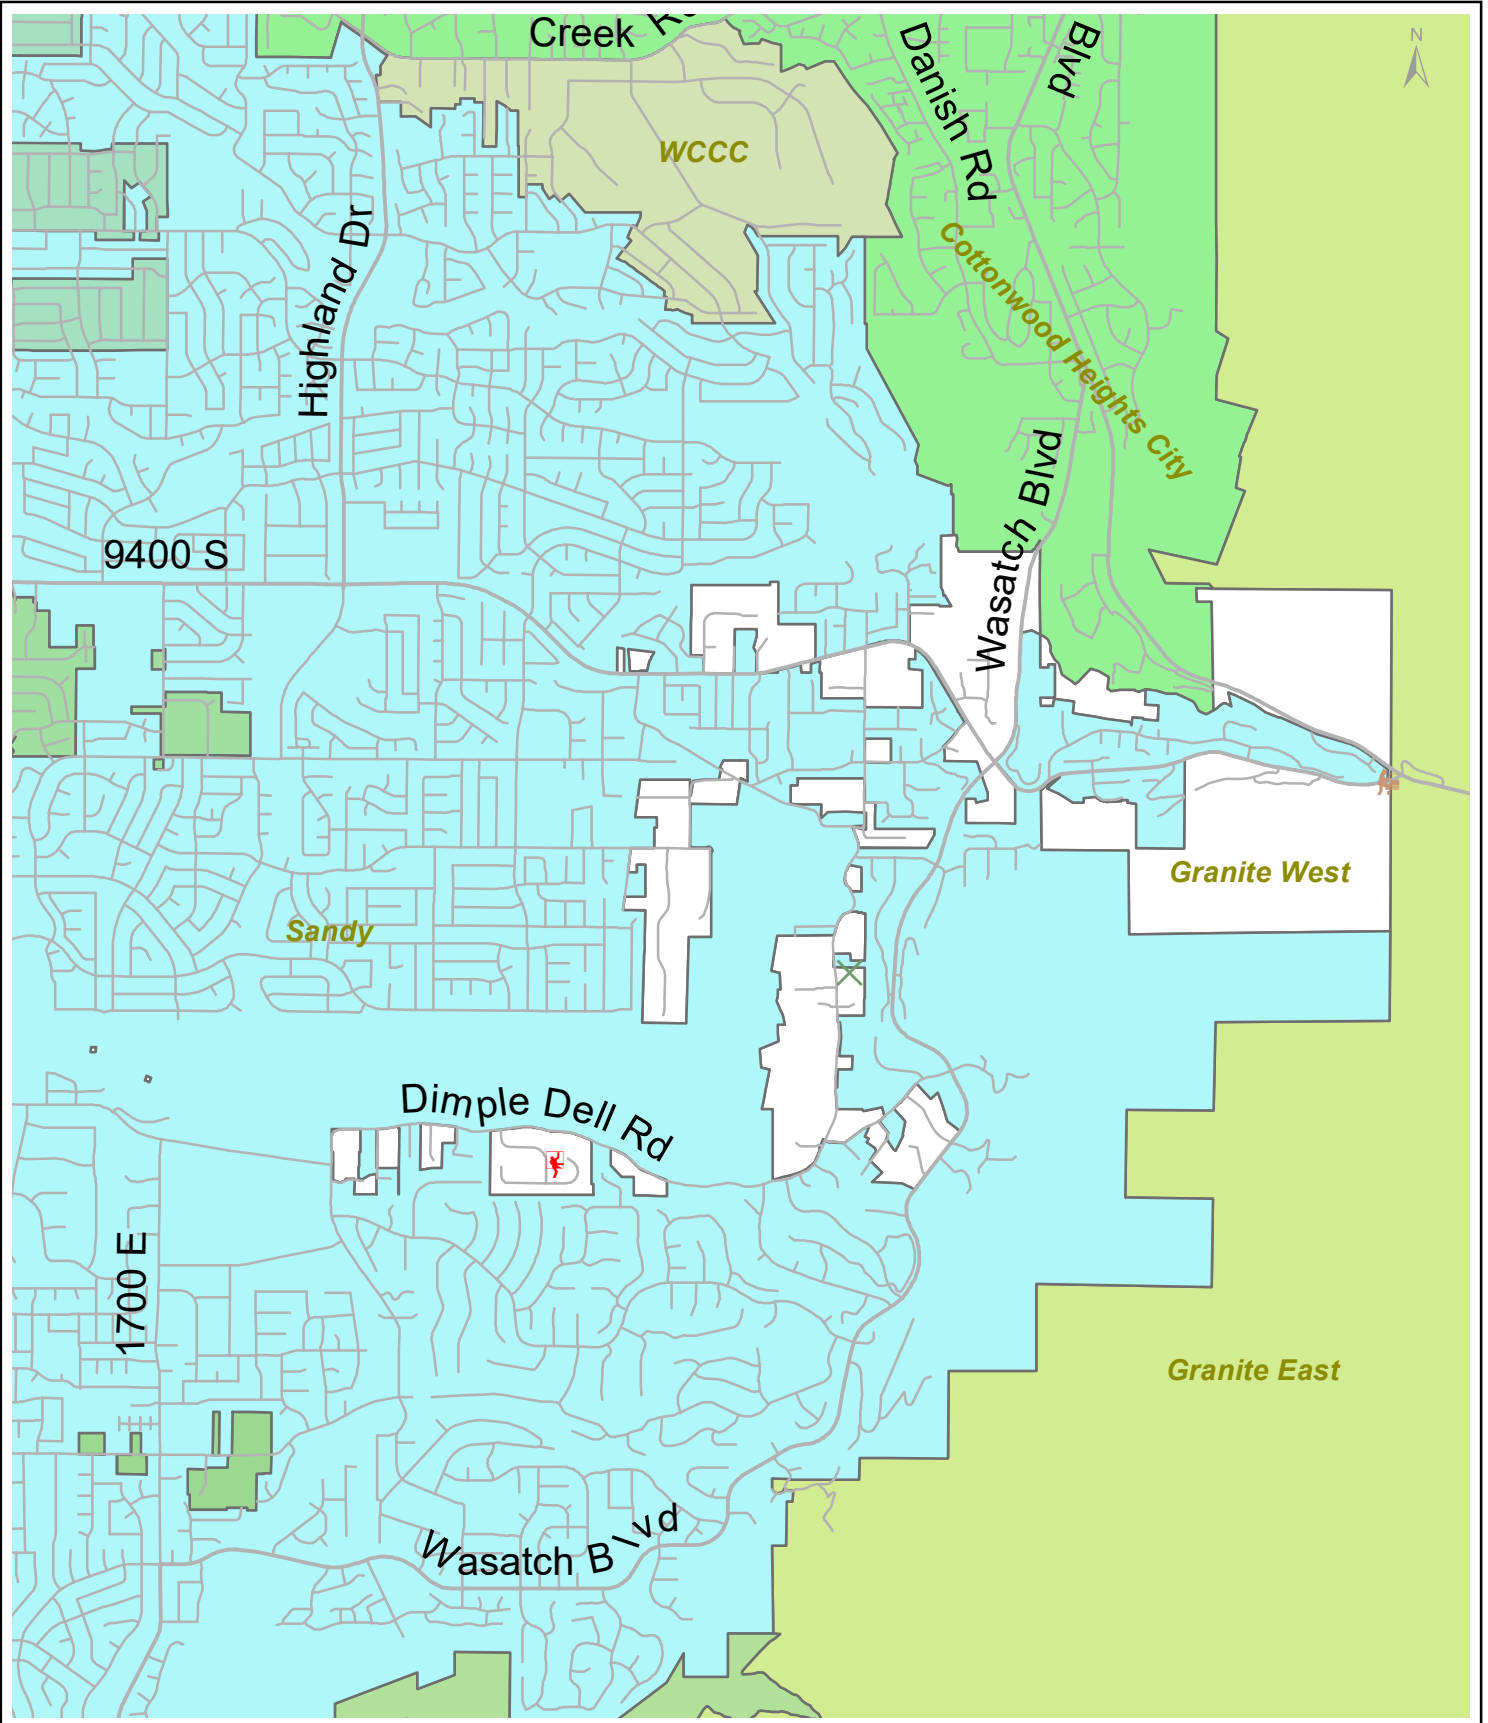 Creek
Danish Rd
Blvd
N
WCCC
Highland Dr
Cottonwood Heights City
Wasatch Blvd
9400 S
Granite West
Sandy
Dimple Dell Rd
1700 E
Granite East
Wasatch Blvd